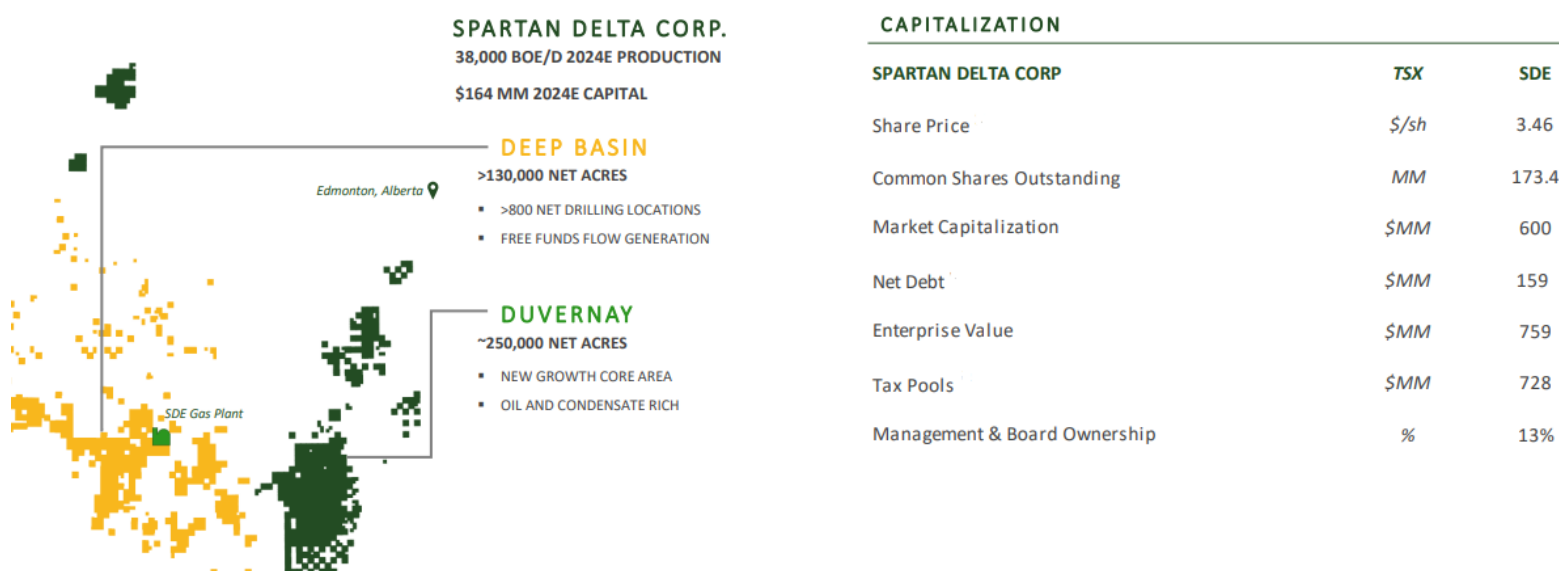 SPARTAN DELTA CORP.
38,000 BOE/D 2024E PRODUCTION
$164 MM 2024E CAPITAL
DEEP BASIN
>130,000 NET ACRES
▪ >800 NET DRILLING LOCATIONS
▪ FREE FUNDS FLOW GENERATION
Edmonton, Alberta
DUVERNAY
~250,000 NET ACRES
▪ NEW GROWTH CORE AREA
▪ OIL AND CONDENSATE RICH
SDE Gas Plant
CAPITALIZATION
SPARTAN DELTA CORP TSX SDE
Share Price $/sh 3.46
Common Shares Outstanding MM 173.4
Market Capitalization $MM 600
Net Debt $MM 159
Enterprise Value $MM 759
Tax Pools $MM 728
Management & Board Ownership % 13%